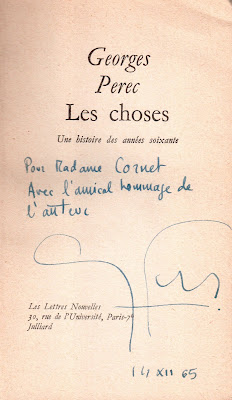 Georges
Perec
Les choses
Une histoire des années soixante
Pour Madame Cornet
Avec l'amical hommage de
l'auteur
Les Lettres Nouvelles
30, rue de l'Université, Paris-7e
Julliard
14 XII 65